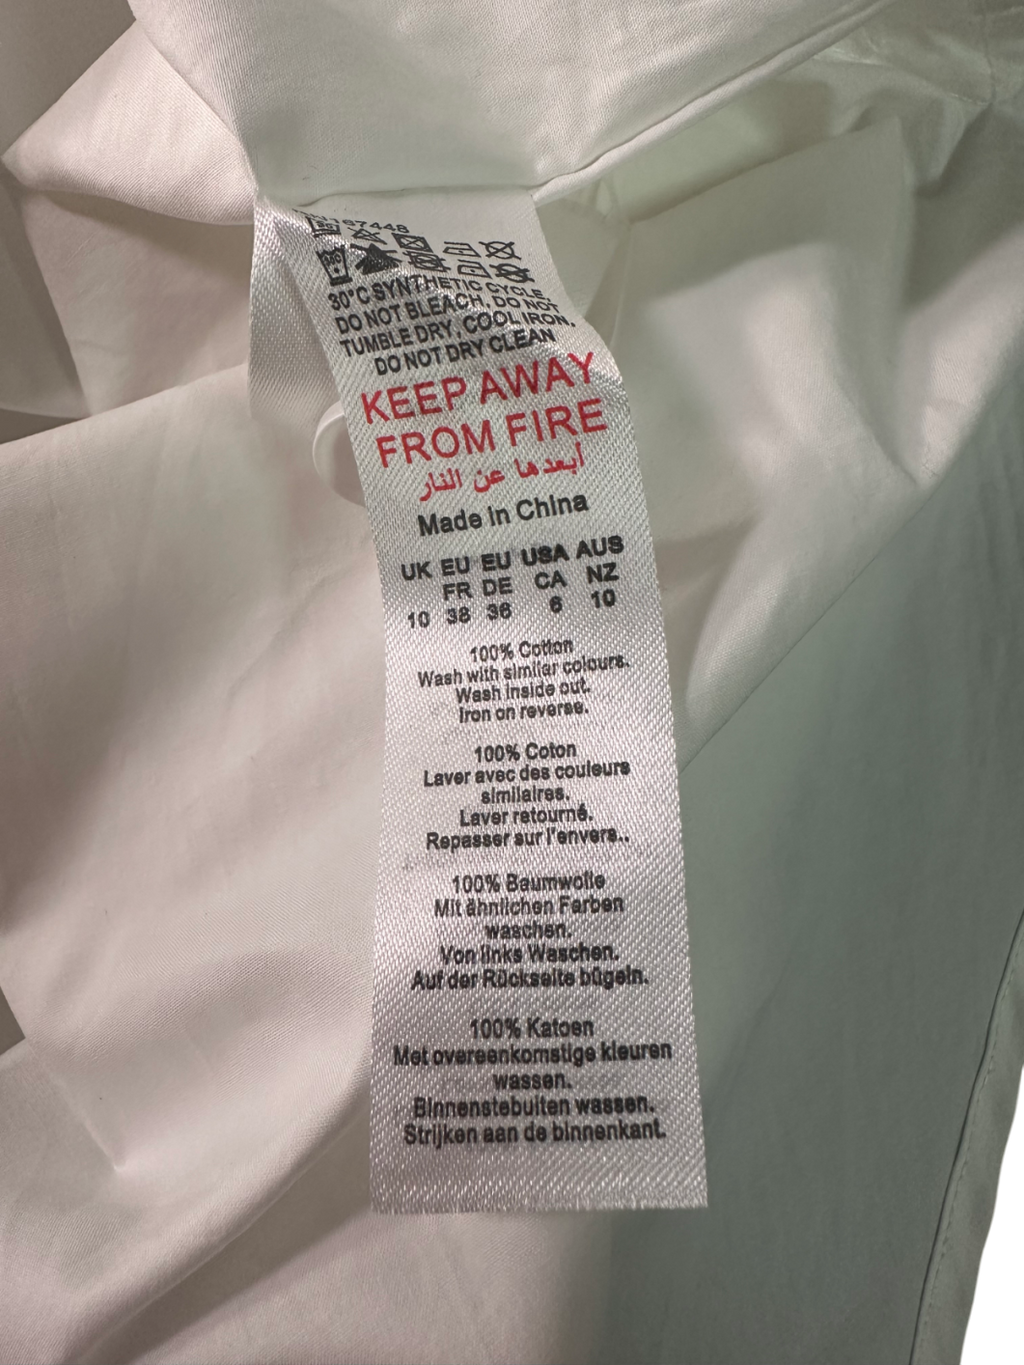 167448
30°C SYNTHETIC CYCLE,
DO NOT BLEACH, DO NOT
TUMBLE DRY, COOL IRON,
DO NOT DRY CLEAN
KEEP AWAY
FROM FIRE
أبعدها عن النار
Made in China
UK EU EU USA AUS
FR DE CA NZ
10 38 36 6 10
100% Cotton
Wash with similar colours.
Wash inside out.
Iron on reverse.
100% Coton
Laver avec des couleurs
similaires.
Laver retourné.
Repasser sur l'envers..
100% Baumwolle
Mit ähnlichen Farben
waschen.
Von links Waschen.
Auf der Rückseite bügeln.
100% Katoen
Met overeenkomstige kleuren
wassen.
Binnenstebuiten wassen.
Strijken aan de binnenkant.